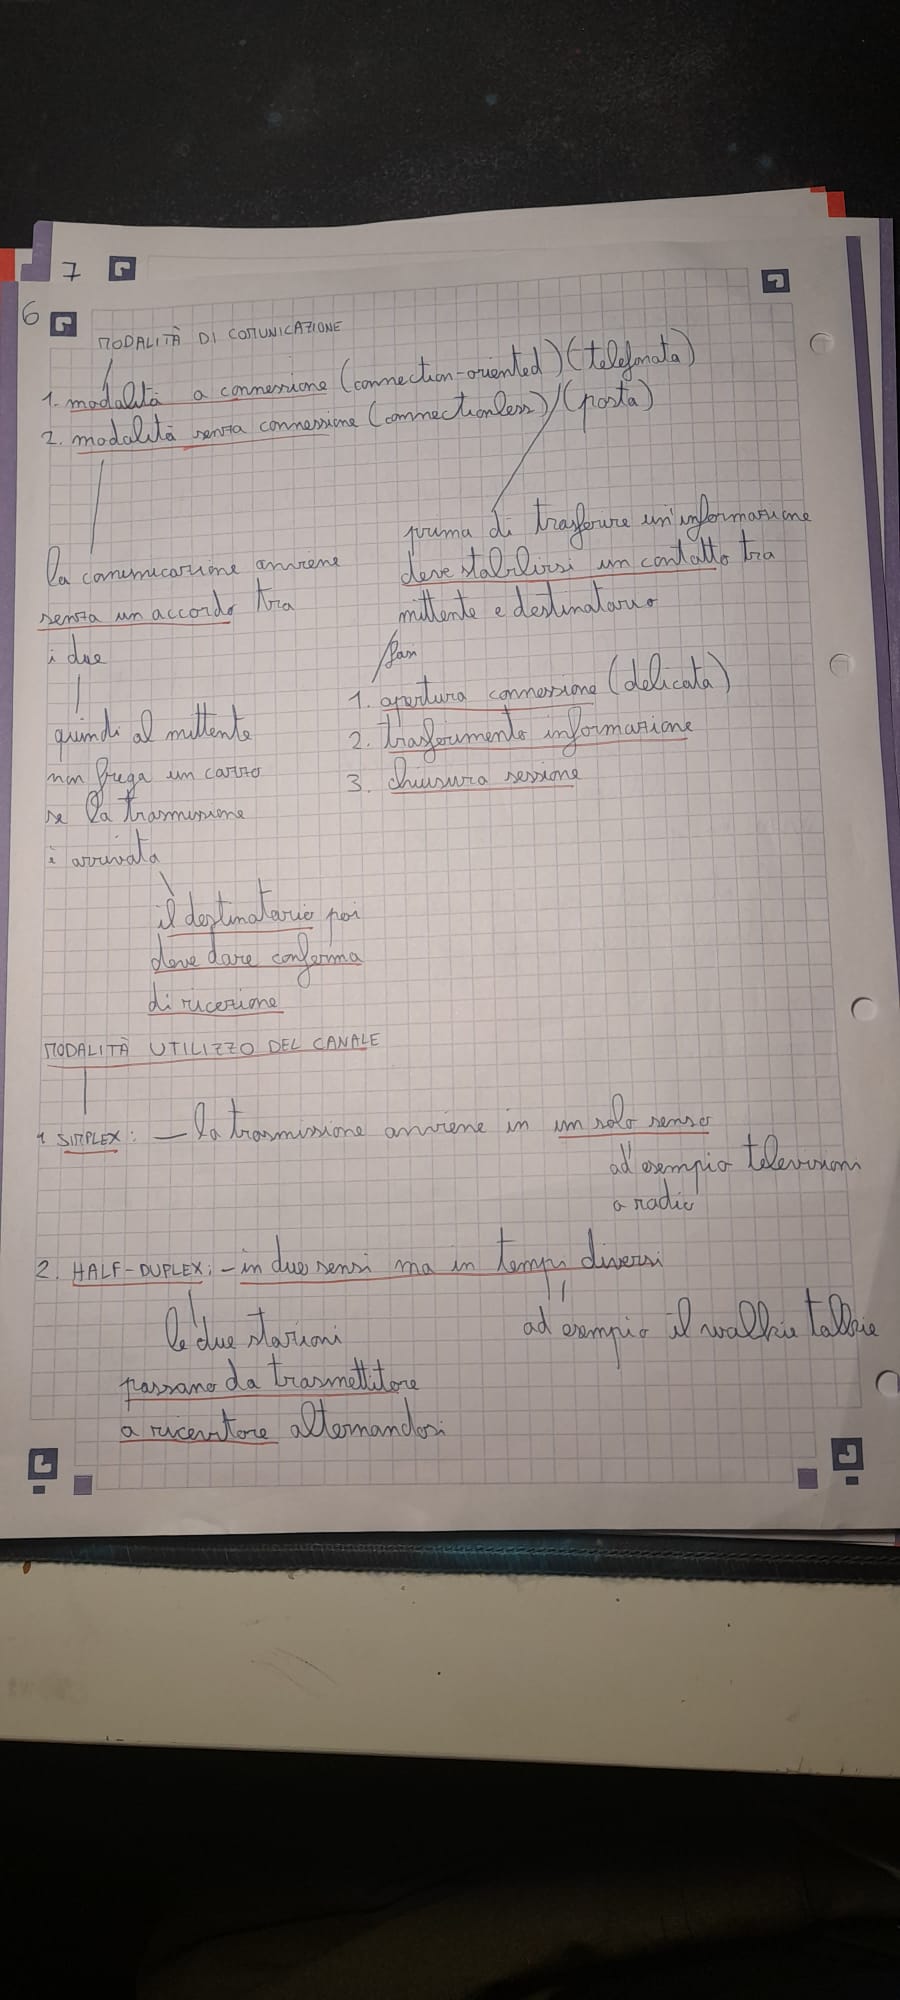 7
6
MODALITÀ DI COMUNICAZIONE
1. modalità a connessione (connection-oriented) (telefonata)
2. modalità senza connessione (connectionless) (posta)
prima di trasferire un'informazione
deve stabilirsi un contatto tra
mittente e destinatario
fasi
1. apertura connessione (delicata)
2. trasferimento informazione
3. chiusura sessione
la comunicazione avviene
senza un accordo tra
i due
quindi al mittente
non frega un cazzo
se la trasmissione
è arrivata
il destinatario poi
deve dare conferma
di ricezione
MODALITÀ UTILIZZO DEL CANALE
1 SIMPLEX: — la trasmissione avviene in un solo senso
ad esempio televisioni
o radio
2. HALF-DUPLEX: - in due sensi ma in tempi diversi
le due stazioni
passano da trasmettitore
a ricevitore alternandosi
ad esempio il walkie talkie